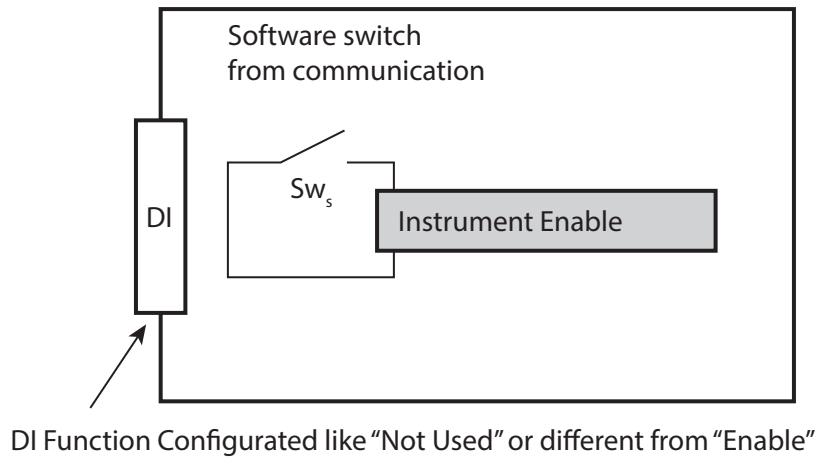 Software switch
from communication
Sws
DI
Instrument Enable
DI Function Configurated like “Not Used” or different from “Enable”